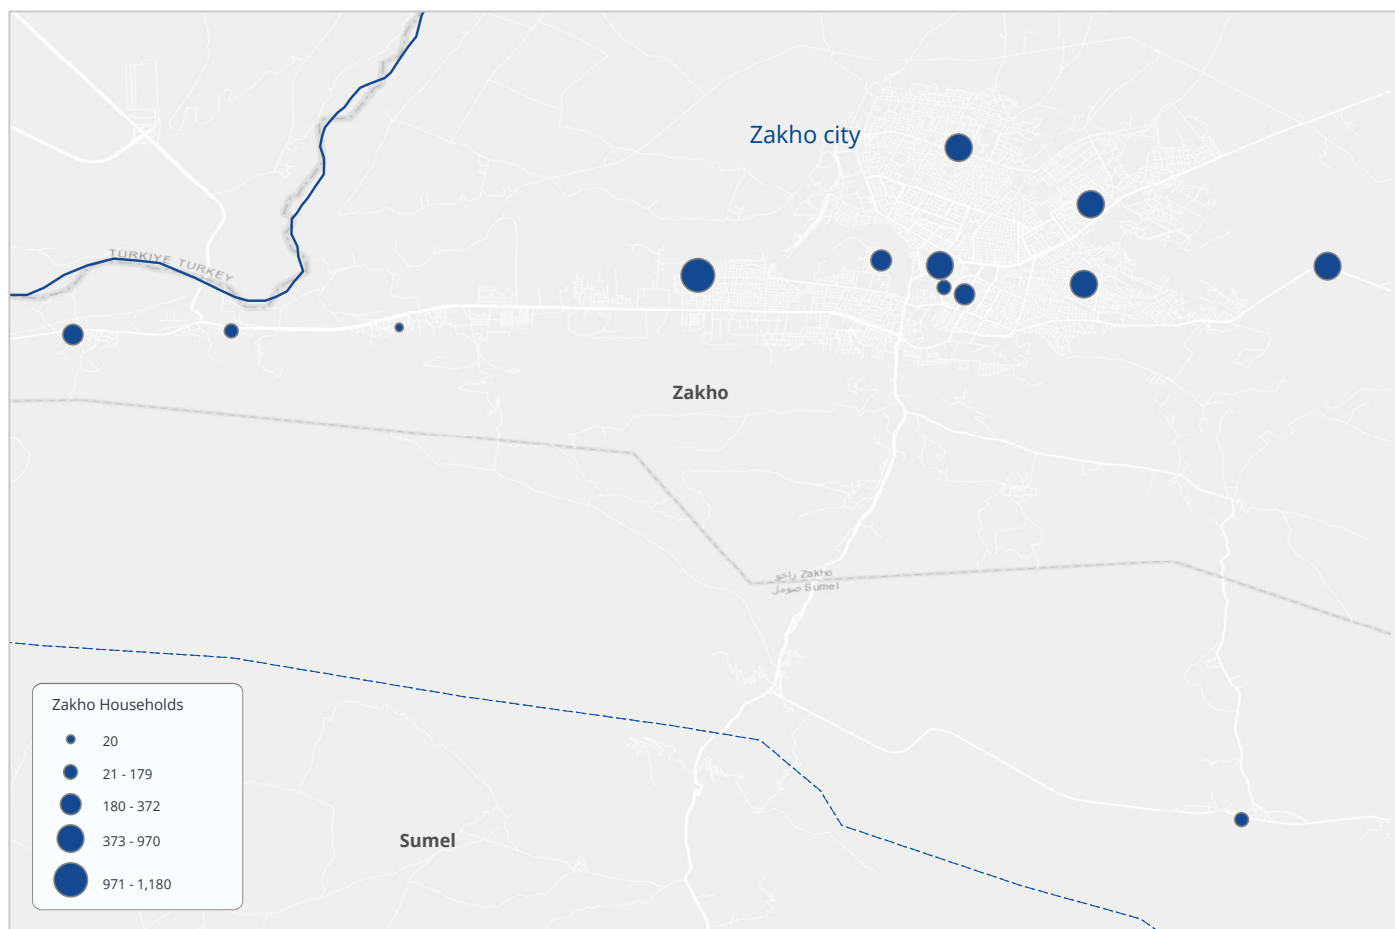 Zakho city
TÜRKIYE TURKEY
Zakho
زاخو Zakho
صومل Sumel
Zakho Households
20
21 - 179
180 - 372
373 - 970
971 - 1,180
Sumel